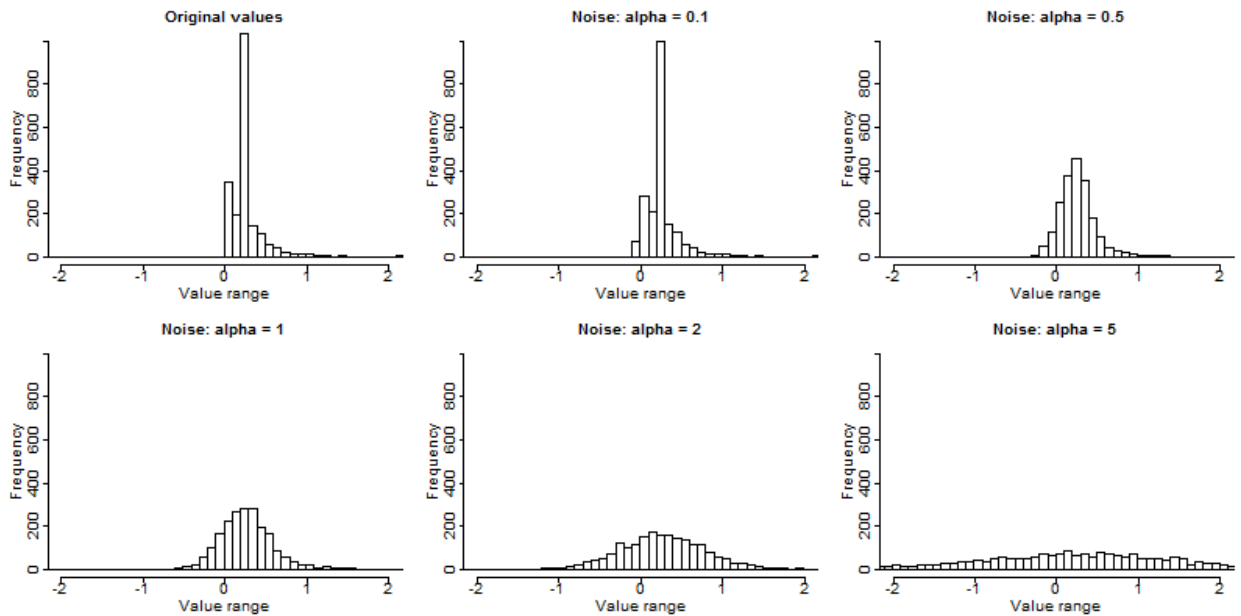 Original values
Noise: alpha = 0.1
Noise: alpha = 0.5
Frequency
0 200 400 600 800
-2 -1 0 1 2
Value range
Frequency
0 200 400 600 800
-2 -1 0 1 2
Value range
Frequency
0 200 400 600 800
-2 -1 0 1 2
Value range
Noise: alpha = 1
Noise: alpha = 2
Noise: alpha = 5
Frequency
0 200 400 600 800
-2 -1 0 1 2
Value range
Frequency
0 200 400 600 800
-2 -1 0 1 2
Value range
Frequency
0 200 400 600 800
-2 -1 0 1 2
Value range